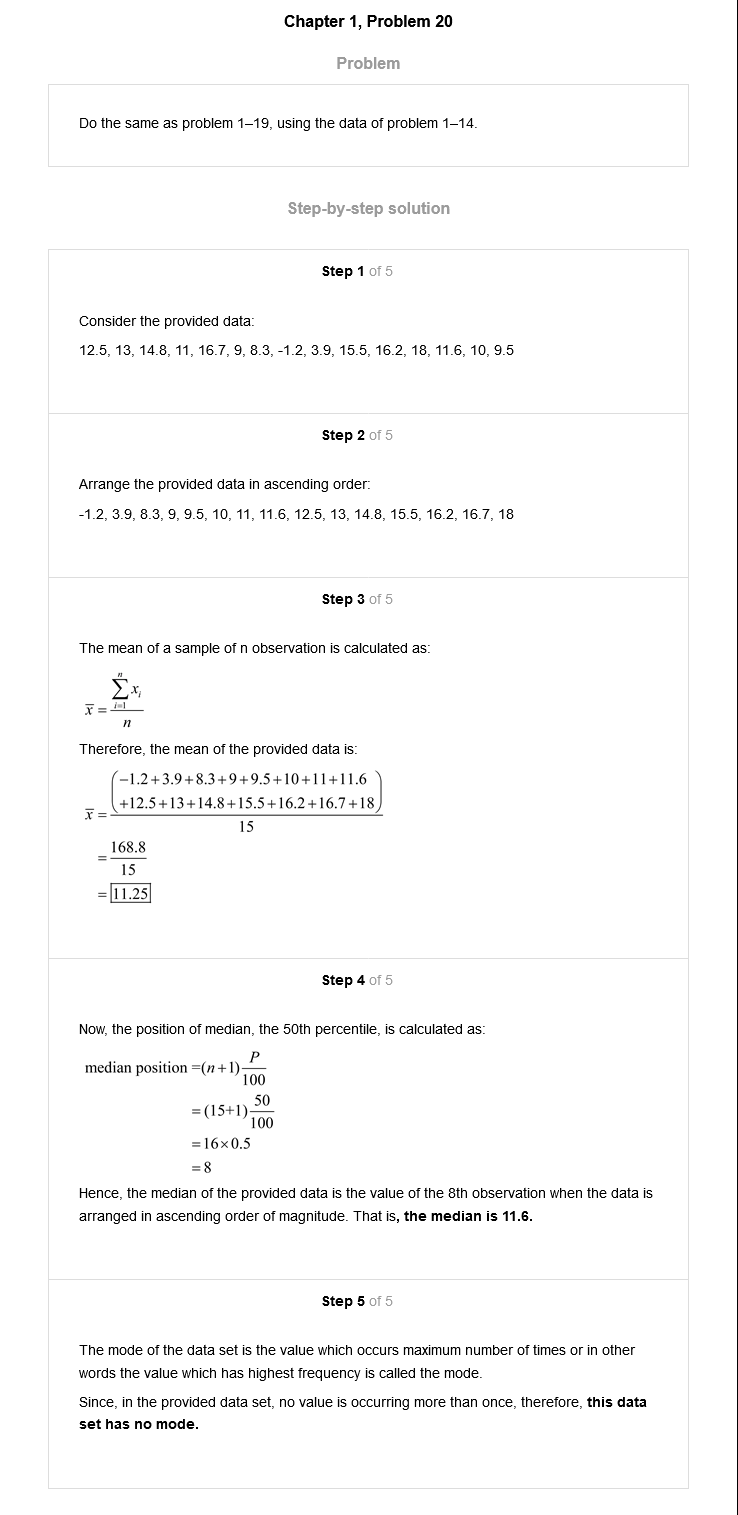 Chapter 1, Problem 20
Problem
Do the same as problem 1–19, using the data of problem 1–14.
Step-by-step solution
Step 1 of 5
Consider the provided data:
12.5, 13, 14.8, 11, 16.7, 9, 8.3, -1.2, 3.9, 15.5, 16.2, 18, 11.6, 10, 9.5
Step 2 of 5
Arrange the provided data in ascending order:
-1.2, 3.9, 8.3, 9, 9.5, 10, 11, 11.6, 12.5, 13, 14.8, 15.5, 16.2, 16.7, 18
Step 3 of 5
The mean of a sample of n observation is calculated as:
x̄ = \frac{\sum_{i=1}^{n} x_i}{n}
Therefore, the mean of the provided data is:
x̄ = \frac{\begin{pmatrix} −1.2+3.9+8.3+9+9.5+10+11+11.6 \\ +12.5+13+14.8+15.5+16.2+16.7+18 \end{pmatrix}}{15}
= \frac{168.8}{15}
= 11.25
Step 4 of 5
Now, the position of median, the 50th percentile, is calculated as:
median position =(n+1)\frac{P}{100}
=(15+1)\frac{50}{100}
=16×0.5
=8
Hence, the median of the provided data is the value of the 8th observation when the data is
arranged in ascending order of magnitude. That is, the median is 11.6.
Step 5 of 5
The mode of the data set is the value which occurs maximum number of times or in other
words the value which has highest frequency is called the mode.
Since, in the provided data set, no value is occurring more than once, therefore, this data
set has no mode.